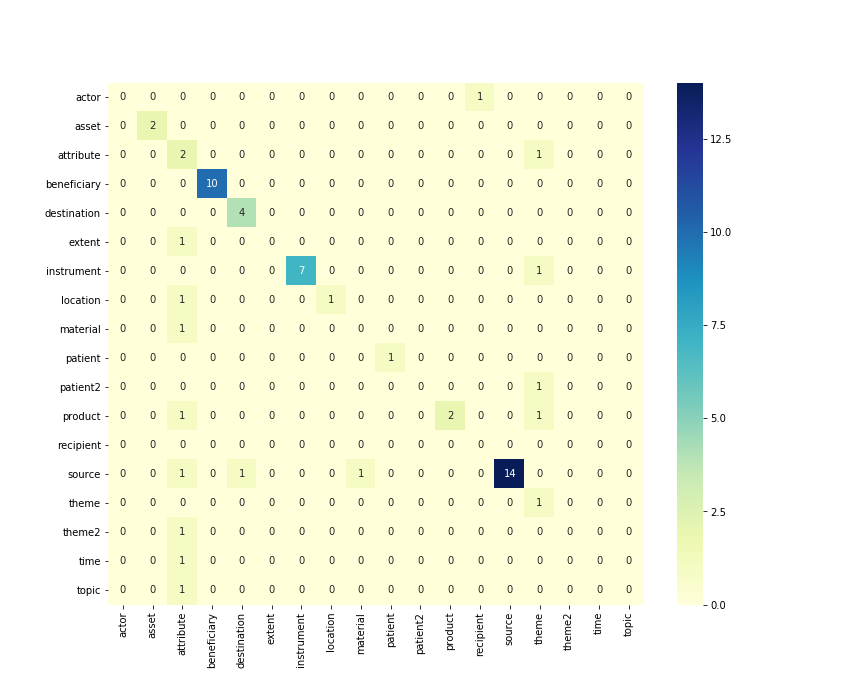 actor 0 0 0 0 0 0 0 0 0 0 0 0 1 0 0 0 0 0
asset 0 2 0 0 0 0 0 0 0 0 0 0 0 0 0 0 0 0
attribute 0 0 2 0 0 0 0 0 0 0 0 0 0 0 1 0 0 0
beneficiary 0 0 0 10 0 0 0 0 0 0 0 0 0 0 0 0 0 0
destination 0 0 0 0 4 0 0 0 0 0 0 0 0 0 0 0 0 0
extent 0 0 1 0 0 0 0 0 0 0 0 0 0 0 0 0 0 0
instrument 0 0 0 0 0 0 7 0 0 0 0 0 0 0 1 0 0 0
location 0 0 1 0 0 0 0 1 0 0 0 0 0 0 0 0 0 0
material 0 0 1 0 0 0 0 0 0 0 0 0 0 0 0 0 0 0
patient 0 0 0 0 0 0 0 0 0 1 0 0 0 0 0 0 0 0
patient2 0 0 0 0 0 0 0 0 0 0 0 0 0 0 1 0 0 0
product 0 0 1 0 0 0 0 0 0 0 0 2 0 0 1 0 0 0
recipient 0 0 0 0 0 0 0 0 0 0 0 0 0 0 0 0 0 0
source 0 0 1 0 1 0 0 0 1 0 0 0 0 14 0 0 0 0
theme 0 0 0 0 0 0 0 0 0 0 0 0 0 0 1 0 0 0
theme2 0 0 1 0 0 0 0 0 0 0 0 0 0 0 0 0 0 0
time 0 0 1 0 0 0 0 0 0 0 0 0 0 0 0 0 0 0
topic 0 0 1 0 0 0 0 0 0 0 0 0 0 0 0 0 0 0
actor asset attribute beneficiary destination extent instrument location material patient patient2 product recipient source theme theme2 time topic
12.5
10.0
7.5
5.0
2.5
0.0